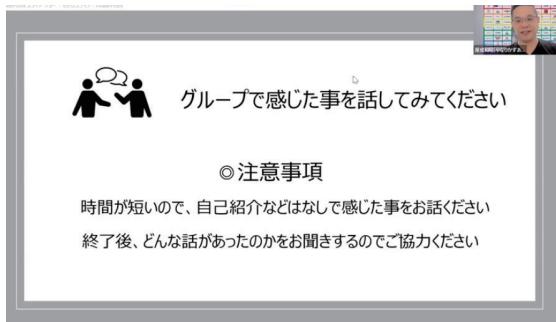 グループで感じた事を話してみてください
◎注意事項
時間が短いので、自己紹介などはなしで感じた事をお話ください
終了後、どんな話があったのかをお聞きするのでご協力ください